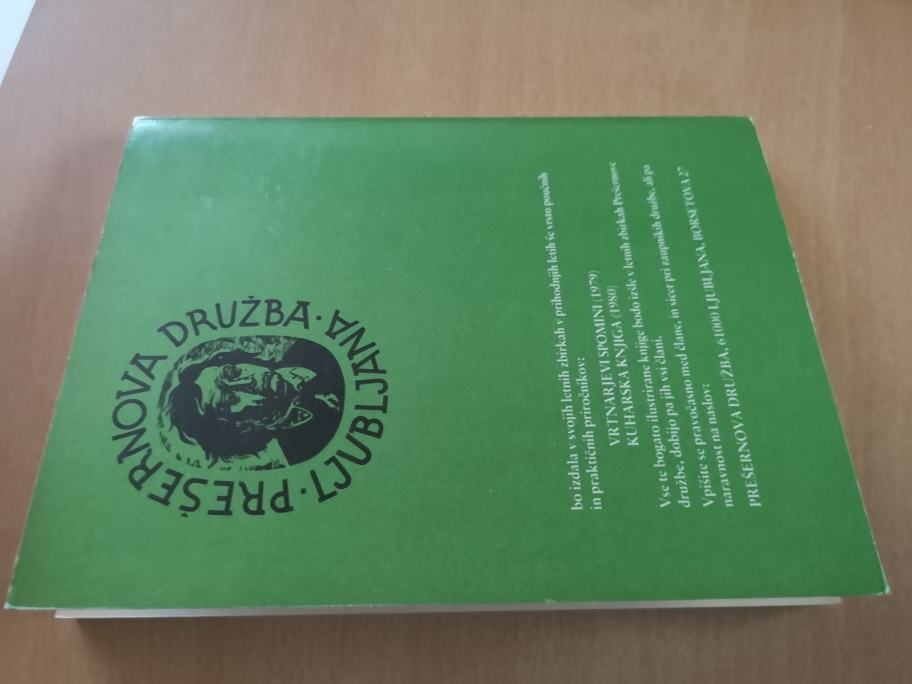 PREŠERNOVA DRUŽBA · LJUBLJANA ·
bo izdala v svojih letnih zbirkah v prihodnjih letih še vrsto poučnih
in praktičnih priročnikov:
VRTNARJEVI SPOMINI (1979)
KUHARSKA KNJIGA (1980)
Vse te bogato ilustrirane knjige bodo izšle v letnih zbirkah Prešernove
družbe, dobijo pa jih vsi člani.
Vpišite se pravočasno med člane, in sicer pri zaupnikih družbe, ali pa
naravnost na naslov:
PREŠERNOVA DRUŽBA, 61000 LJUBLJANA, BORSETOVA 27